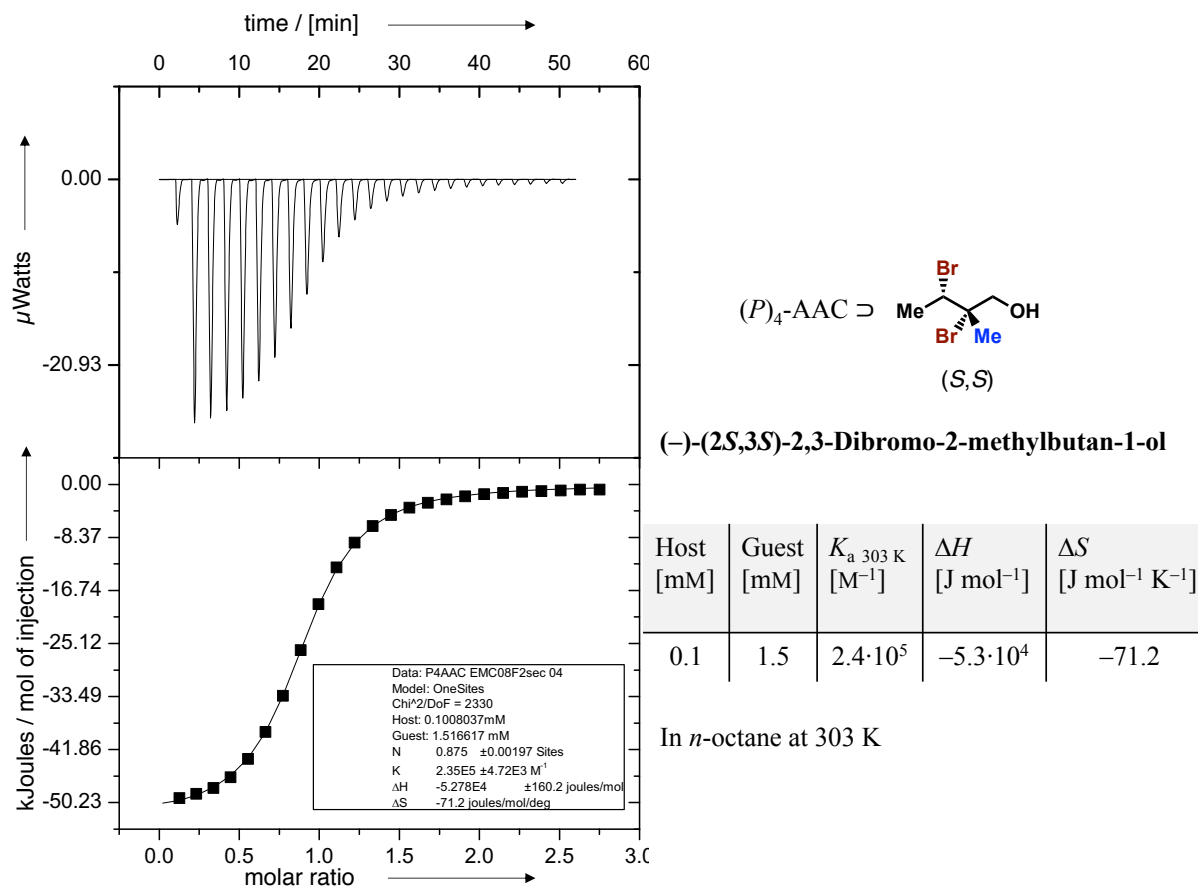 time / [min]
0 10 20 30 40 50 60
0.00
-20.93
µWatts
0.00
-8.37
-16.74
-25.12
-33.49
-41.86
-50.23
kJoules / mol of injection
Data: P4AAC EMC08F2sec 04
Model: OneSites
Chi^2/DoF = 2330
Host: 0.1008037mM
Guest: 1.516617 mM
N 0.875 ±0.00197 Sites
K 2.35E5 ±4.72E3 M⁻¹
ΔH -5.278E4 ±160.2 joules/mol
ΔS -71.2 joules/mol/deg
0.0 0.5 1.0 1.5 2.0 2.5 3.0
molar ratio
(P)₄-AAC ⊃
Br
Me OH
Br Me
(S,S)
(–)-(2S,3S)-2,3-Dibromo-2-methylbutan-1-ol
Host Guest Kₐ ₃₀₃ K ΔH ΔS
[mM] [mM] [M⁻¹] [J mol⁻¹] [J mol⁻¹ K⁻¹]
0.1 1.5 2.4·10⁵ –5.3·10⁴ –71.2
In n-octane at 303 K